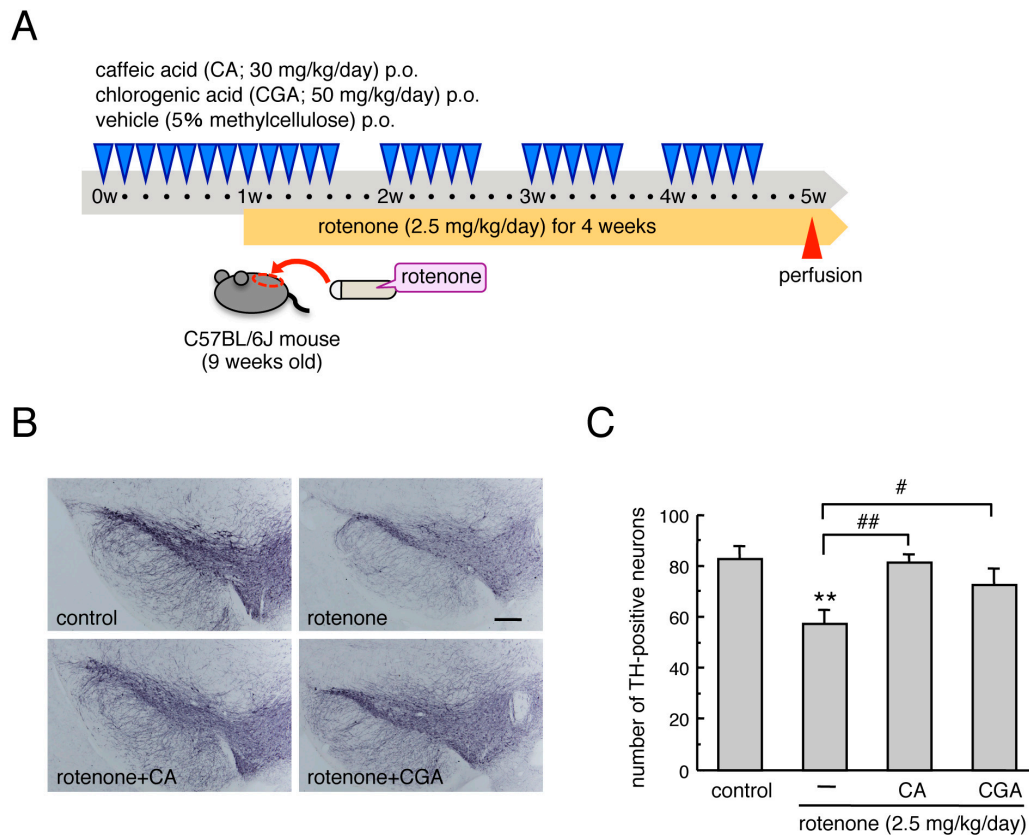 A
caffeic acid (CA; 30 mg/kg/day) p.o.
chlorogenic acid (CGA; 50 mg/kg/day) p.o.
vehicle (5% methylcellulose) p.o.
0w 1w 2w 3w 4w 5w
rotenone (2.5 mg/kg/day) for 4 weeks
rotenone
perfusion
C57BL/6J mouse
(9 weeks old)
B
control
rotenone
rotenone+CA
rotenone+CGA
C
number of TH-positive neurons
100
80
60
80
20
0
**
##
#
control
–
CA
CGA
rotenone (2.5 mg/kg/day)